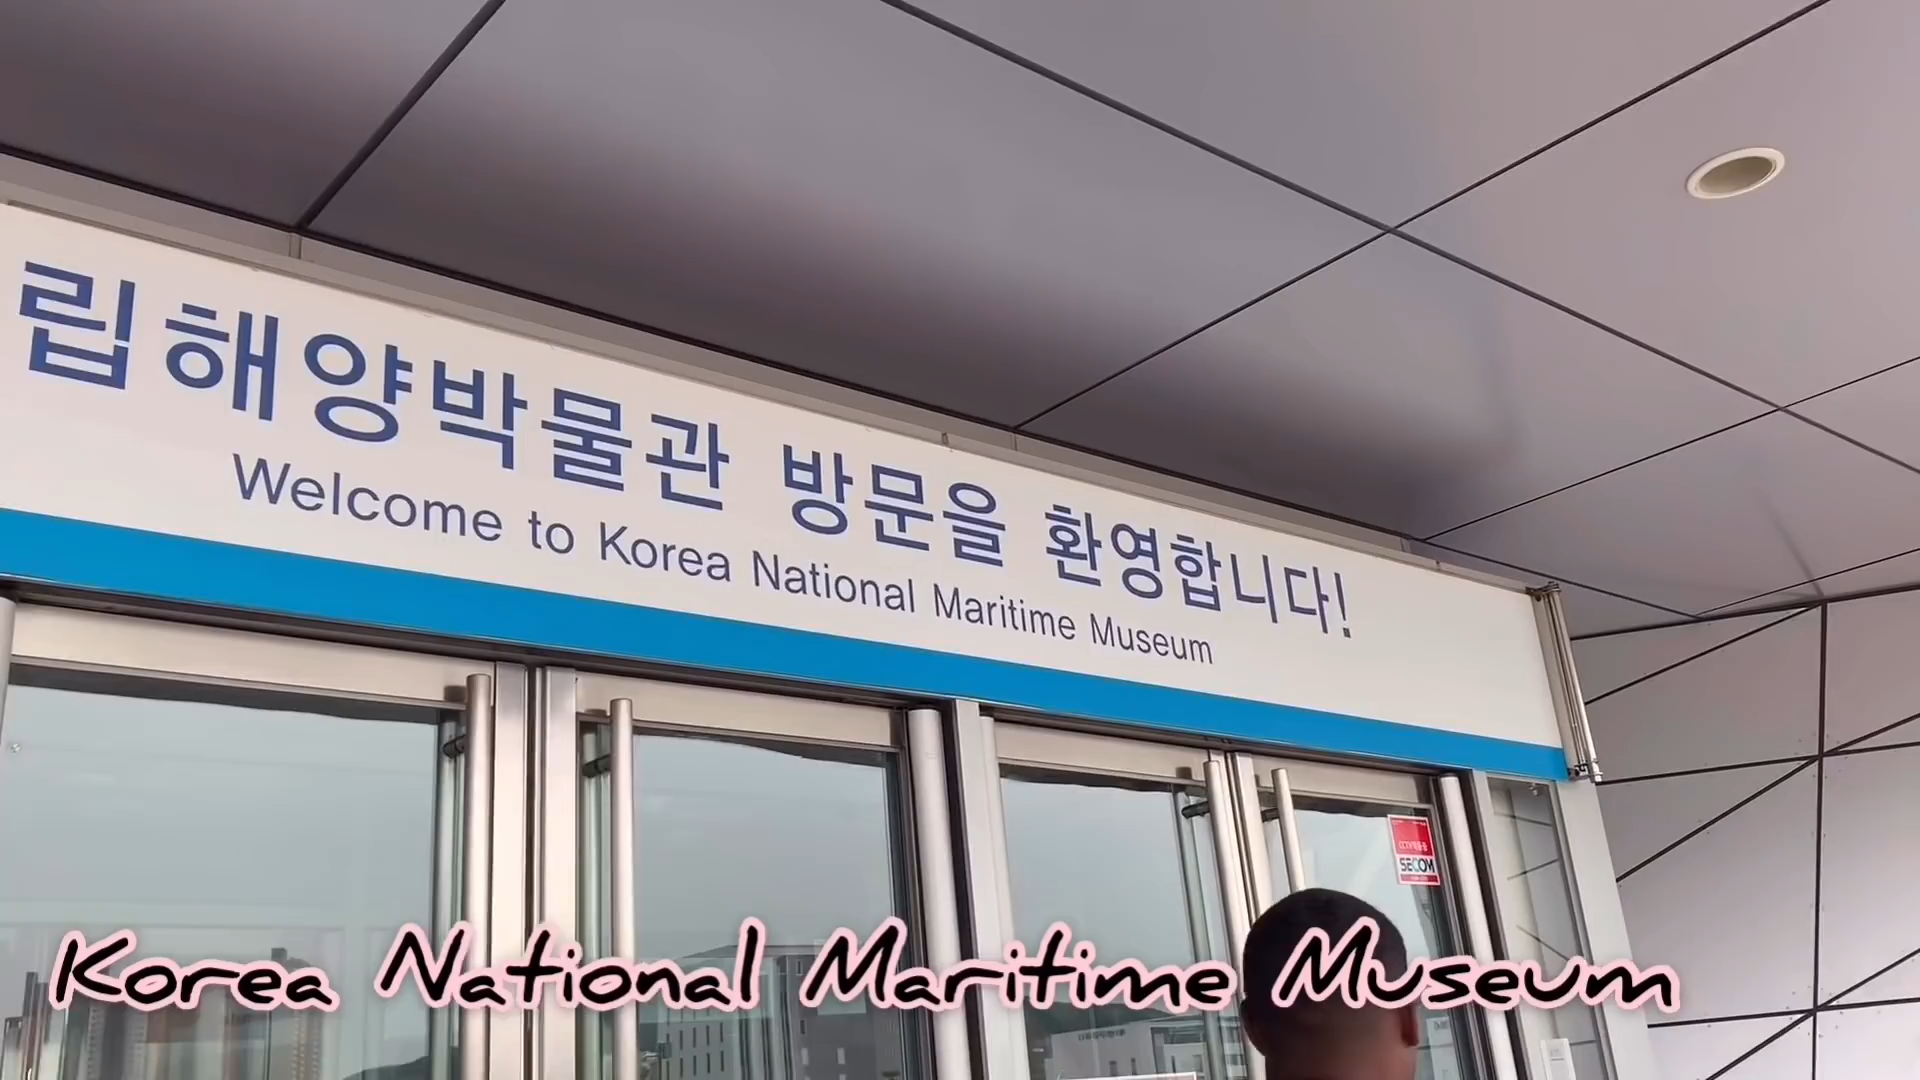 립해양박물관 방문을 환영합니다!
Welcome to Korea National Maritime Museum
SECOM
Korea National Maritime Museum